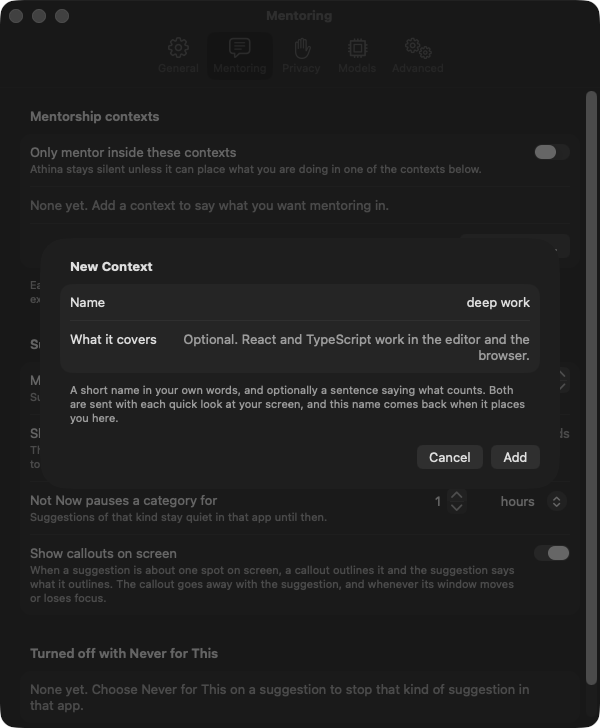 Mentoring
General
Mentoring
Privacy
Models
Advanced
Mentorship contexts
Only mentor inside these contexts
Athina stays silent unless it can place what you are doing in one of the contexts below.
None yet. Add a context to say what you want mentoring in.
New Context
Name
deep work
What it covers
Optional. React and TypeScript work in the editor and the
browser.
A short name in your own words, and optionally a sentence saying what counts. Both
are sent with each quick look at your screen, and this name comes back when it places
you here.
Cancel
Add
Not Now pauses a category for
1
hours
Suggestions of that kind stay quiet in that app until then.
Show callouts on screen
When a suggestion is about one spot on screen, a callout outlines it and the suggestion says
what it outlines. The callout goes away with the suggestion, and whenever its window moves
or loses focus.
Turned off with Never for This
None yet. Choose Never for This on a suggestion to stop that kind of suggestion in
that app.